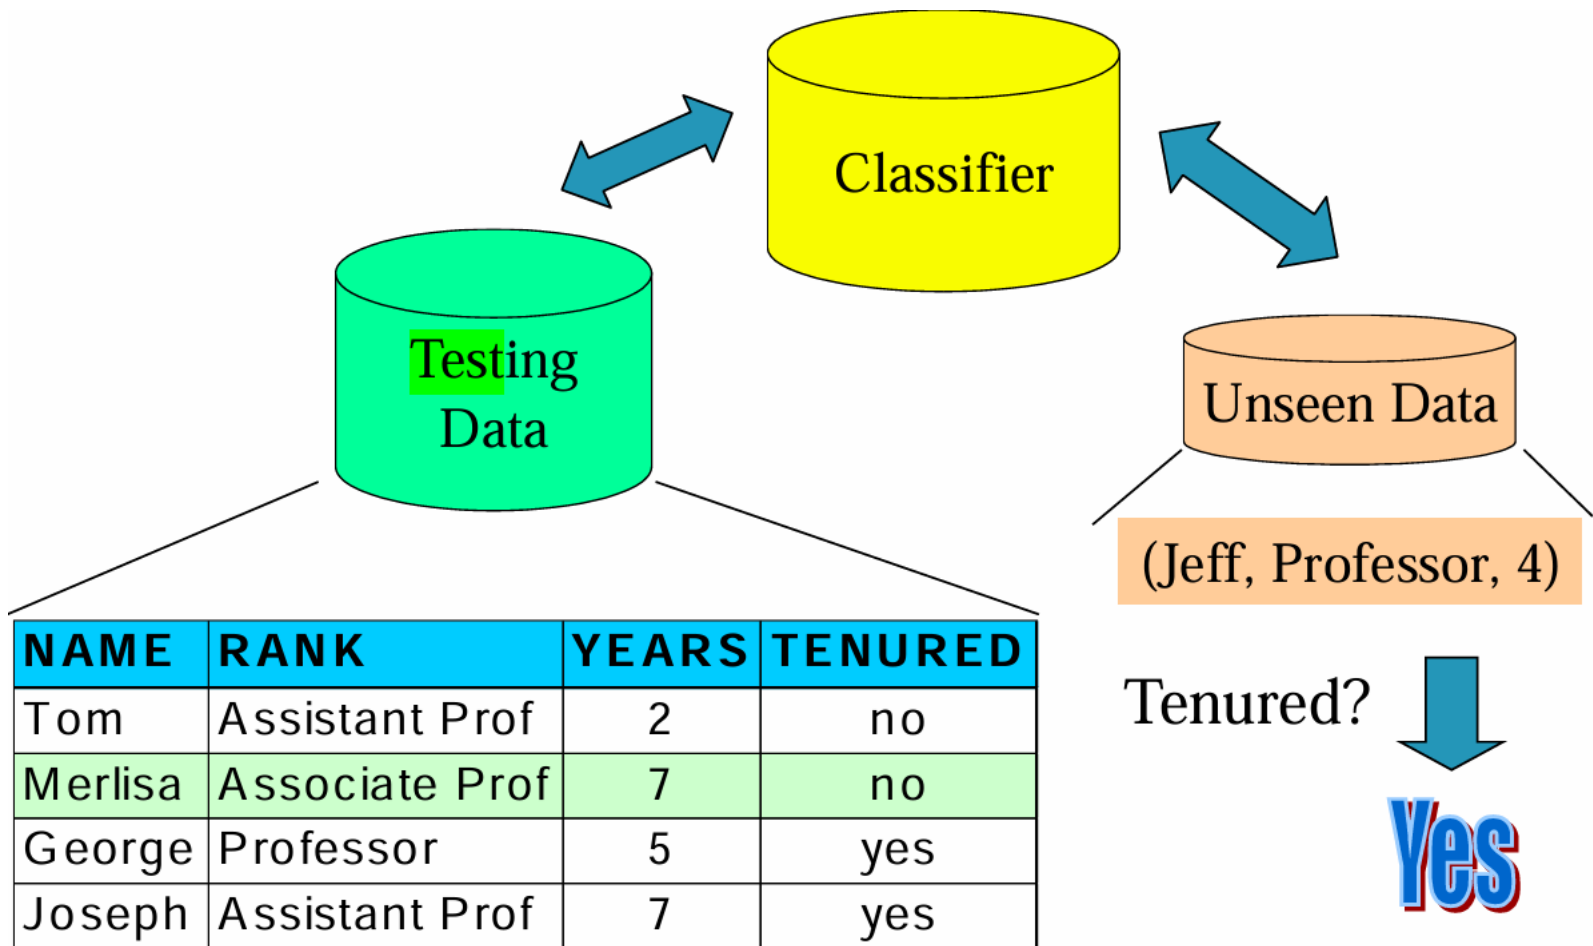 Classifier
Testing
Data
Unseen Data
(Jeff, Professor, 4)
NAME RANK YEARS TENURED
Tom Assistant Prof 2 no
Merlisa Associate Prof 7 no
George Professor 5 yes
Joseph Assistant Prof 7 yes
Tenured?
Yes